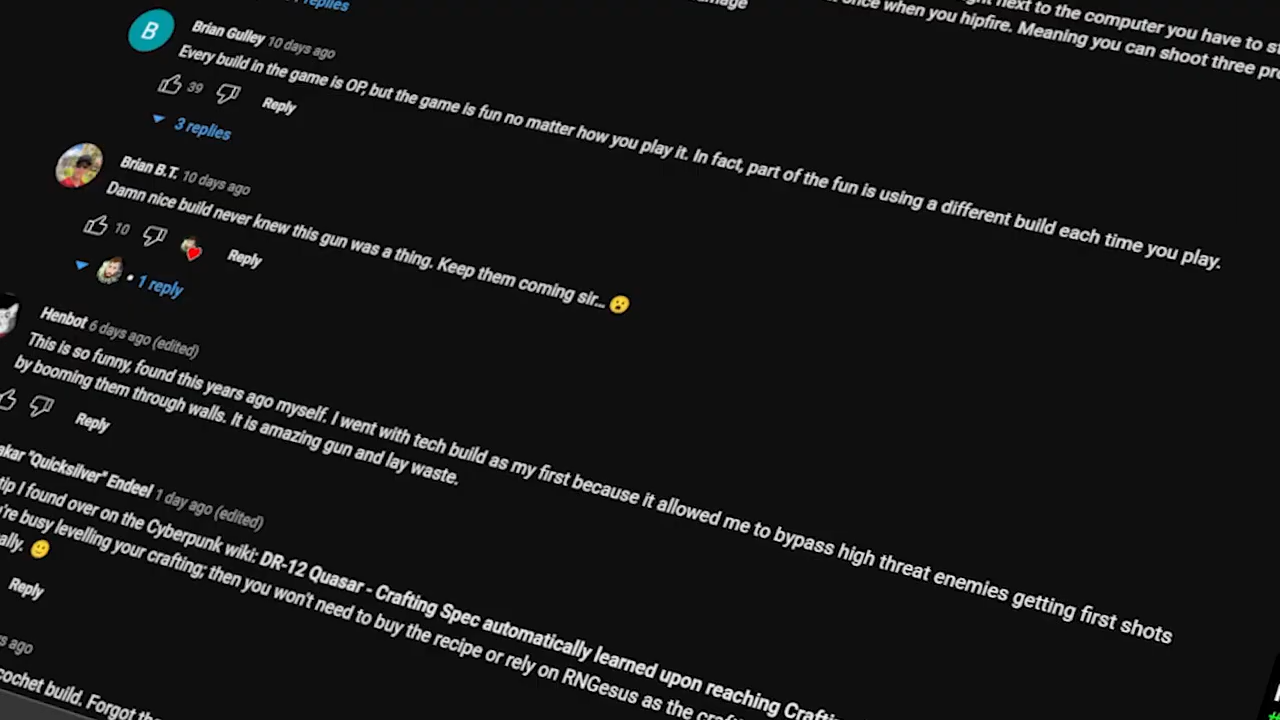 replies
next to the computer you have to
once when you hipfire. Meaning you can shoot three
B
Brian Gulley 10 days ago
Every build in the game is OP, but the game is fun no matter how you play it. In fact, part of the fun is using a different build each time you play.
39 Reply
3 replies
Brian B.T. 10 days ago
Damn nice build never knew this gun was a thing. Keep them coming sir... 😮
10 Reply
• 1 reply
Henbot 6 days ago (edited)
This is so funny, found this years ago myself. I went with tech build as my first because it allowed me to bypass high threat enemies getting first shots
by booming them through walls. It is amazing gun and lay waste.
Reply
"Quicksilver" Endeel 1 day ago (edited)
tip I found over on the Cyberpunk wiki: DR-12 Quasar - Crafting Spec automatically learned upon reaching
busy levelling your crafting; then you won't need to buy the recipe or rely on RNGesus as the
🙂
Reply
ago
build. Forgot